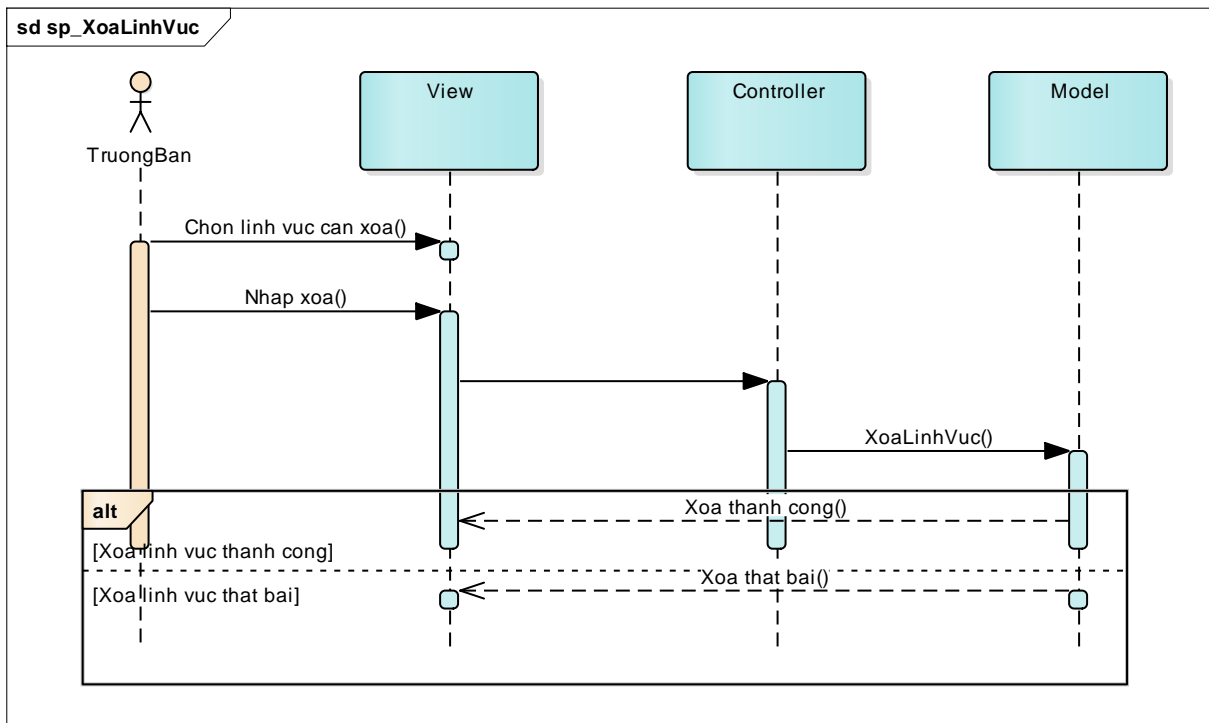 sd sp_XoaLinhVuc
View
Controller
Model
TruongBan
Chon linh vuc can xoa()
Nhap xoa()
XoaLinhVuc()
alt
Xoa thanh cong()
[Xoa linh vuc thanh cong]
Xoa that bai()
[Xoa linh vuc that bai]